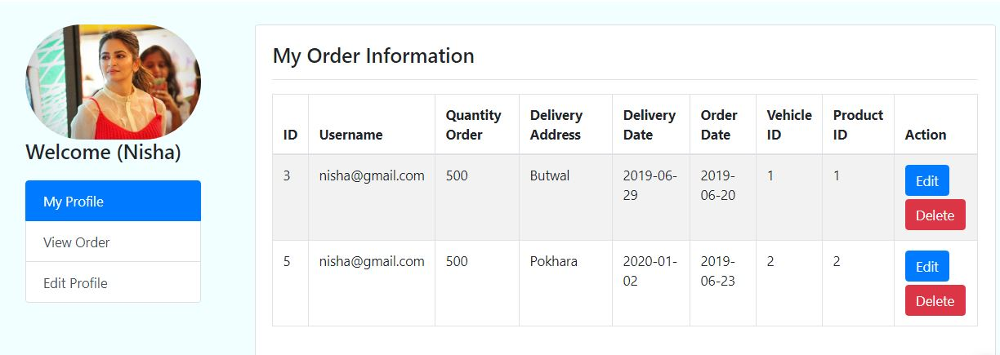 Welcome (Nisha)
My Profile
View Order
Edit Profile
My Order Information
ID Username Quantity Order Delivery Address Delivery Date Order Date Vehicle ID Product ID Action
3 nisha@gmail.com 500 Butwal 2019-06-29 2019-06-20 1 1 Edit Delete
5 nisha@gmail.com 500 Pokhara 2020-01-02 2019-06-23 2 2 Edit Delete